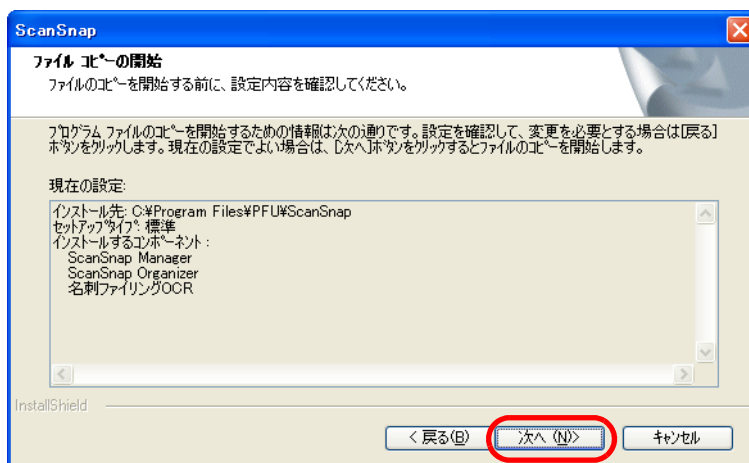 ScanSnap
ファイル コピーの開始
ファイルのコピーを開始する前に、設定内容を確認してください。
プログラム ファイルのコピーを開始するための情報は次の通りです。設定を確認して、変更を必要とする場合は[戻る]
ボタンをクリックします。現在の設定でよい場合は、[次へ]ボタンをクリックするとファイルのコピーを開始します。
現在の設定:
インストール先: C:¥Program Files¥PFU¥ScanSnap
セットアップタイプ: 標準
インストールするコンポーネント :
ScanSnap Manager
ScanSnap Organizer
名刺ファイリングOCR
InstallShield
< 戻る(B)
次へ (N)>
キャンセル